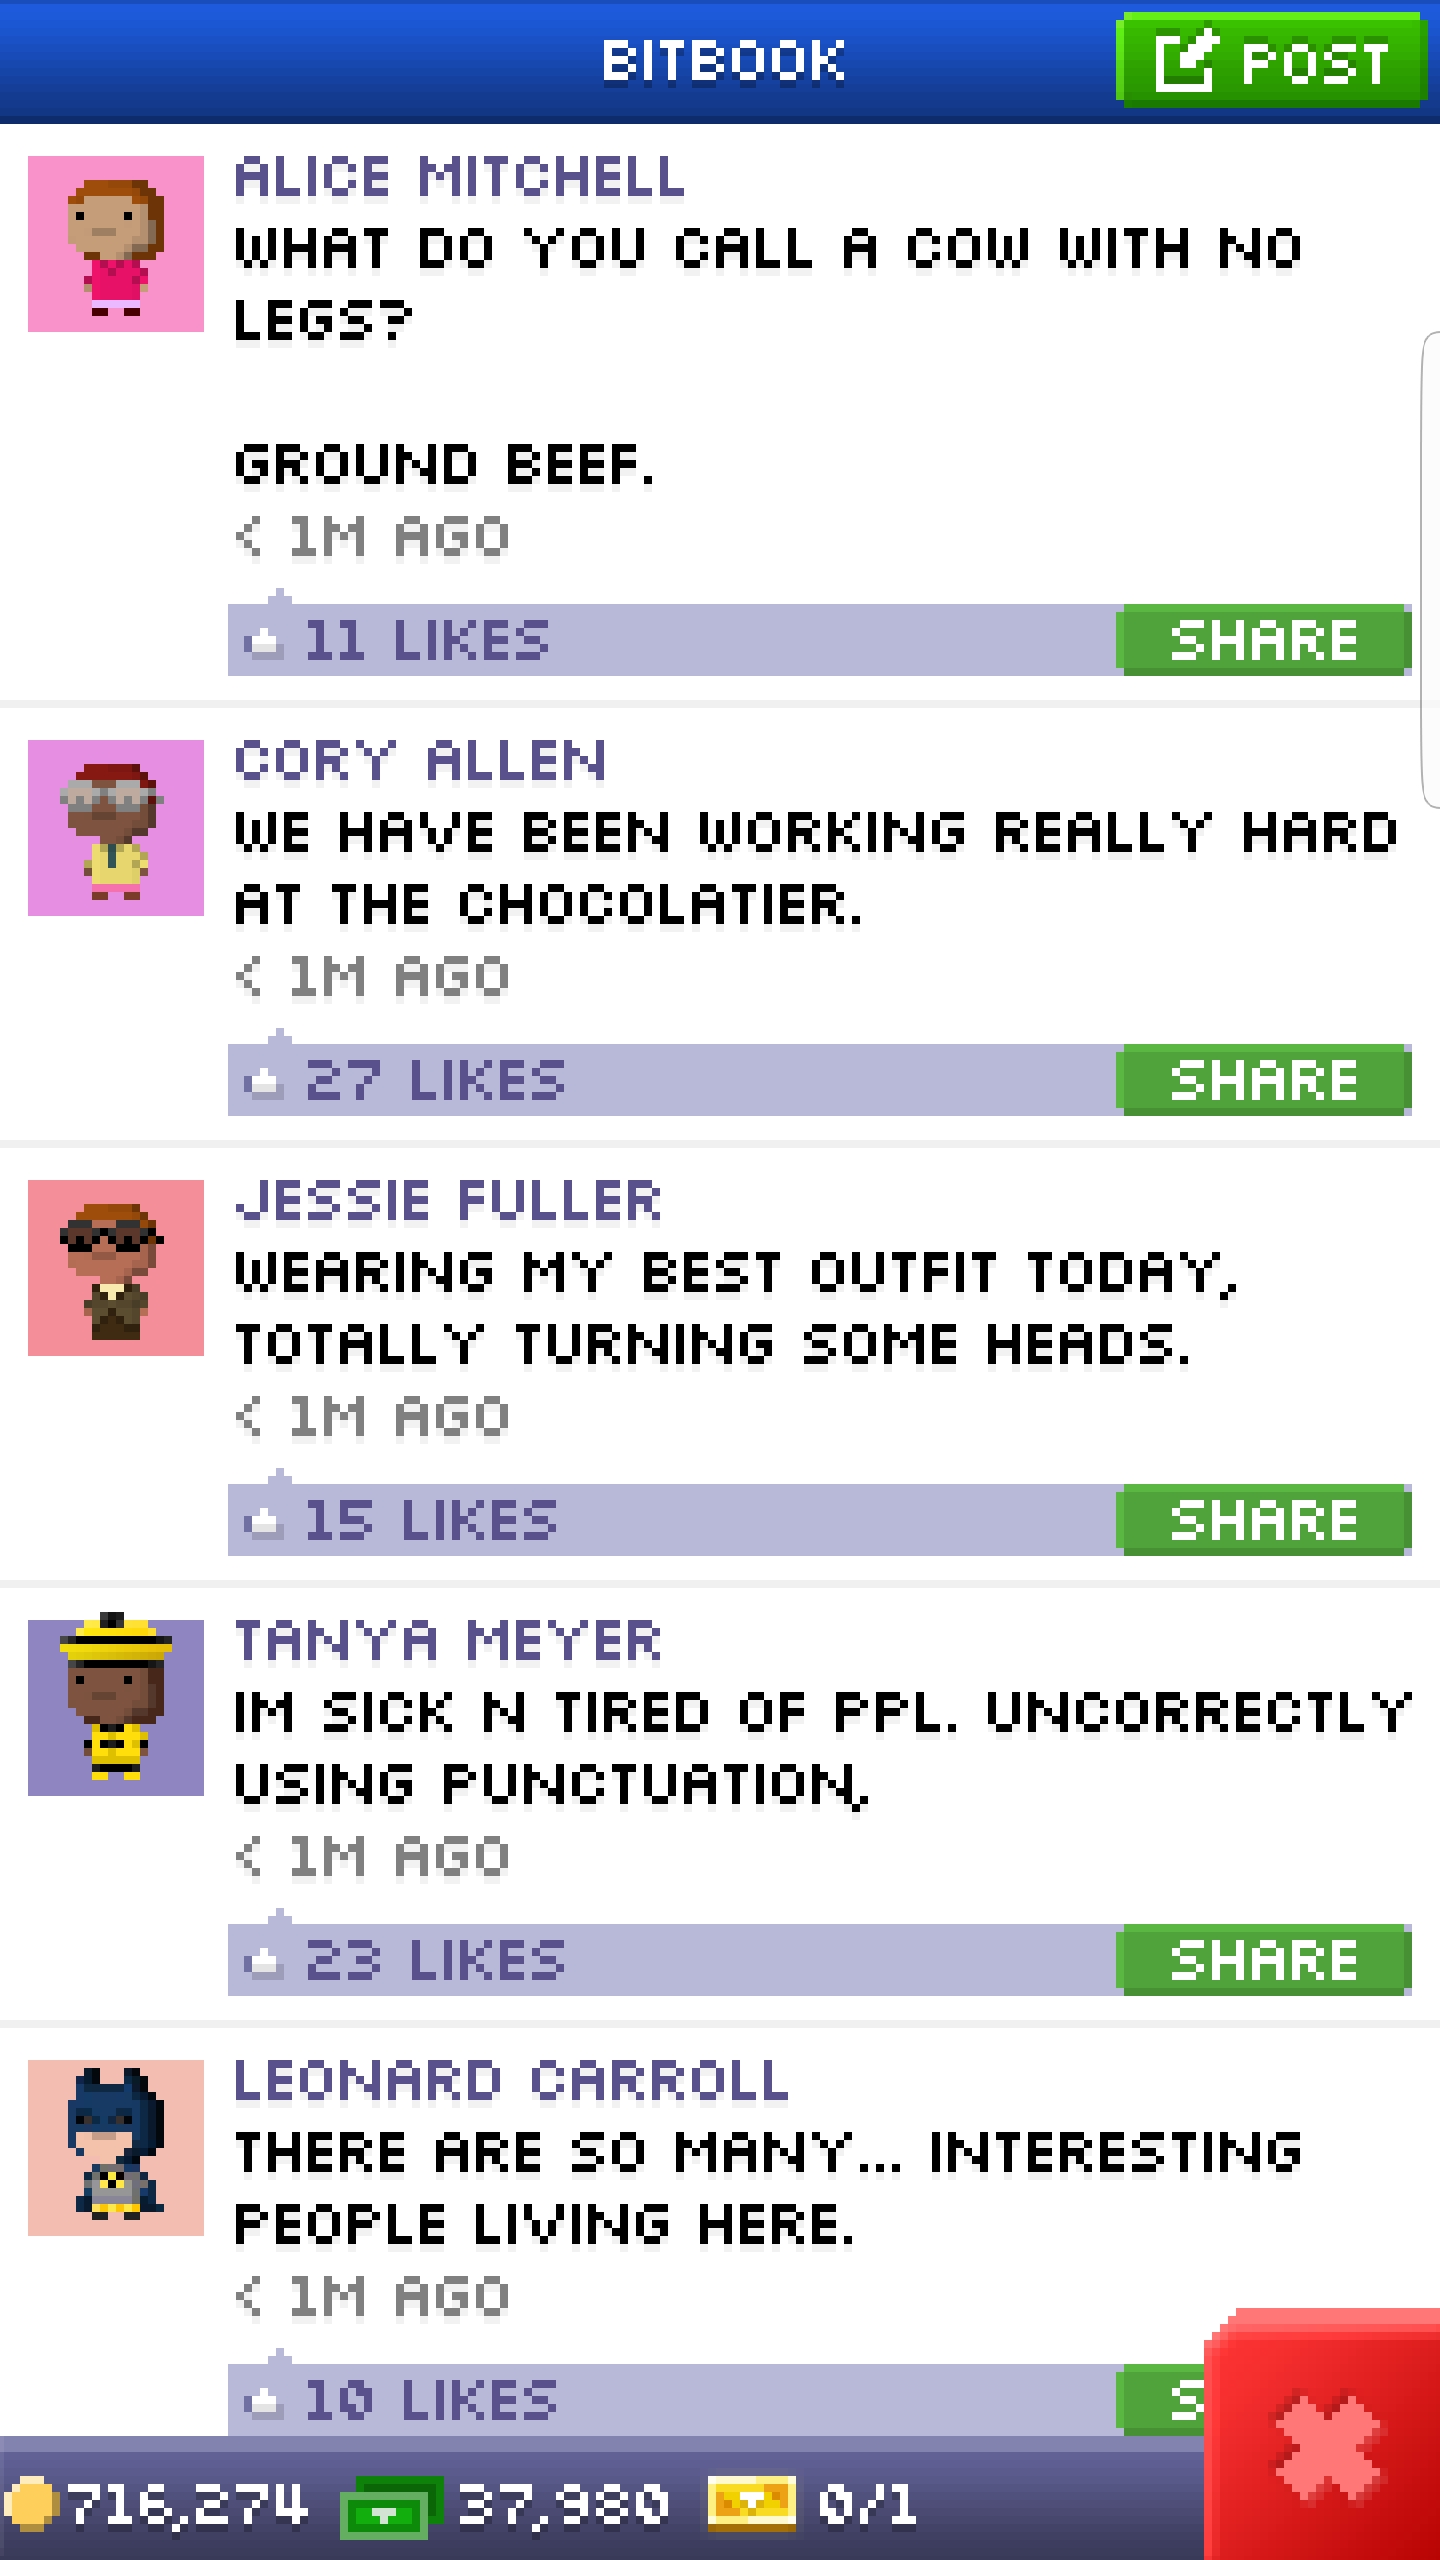 BITBOOK
POST
ALICE MITCHELL
WHAT DO YOU CALL A COW WITH NO
LEGS?
GROUND BEEF.
< 1M AGO
11 LIKES
SHARE
CORY ALLEN
WE HAVE BEEN WORKING REALLY HARD
AT THE CHOCOLATIER.
< 1M AGO
27 LIKES
SHARE
JESSIE FULLER
WEARING MY BEST OUTFIT TODAY,
TOTALLY TURNING SOME HEADS.
< 1M AGO
15 LIKES
SHARE
TANYA MEYER
IM SICK N TIRED OF PPL. UNCORRECTLY
USING PUNCTUATION,
< 1M AGO
23 LIKES
SHARE
LEONARD CARROLL
THERE ARE SO MANY... INTERESTING
PEOPLE LIVING HERE.
< 1M AGO
10 LIKES
S
716,274 37,980 0/1